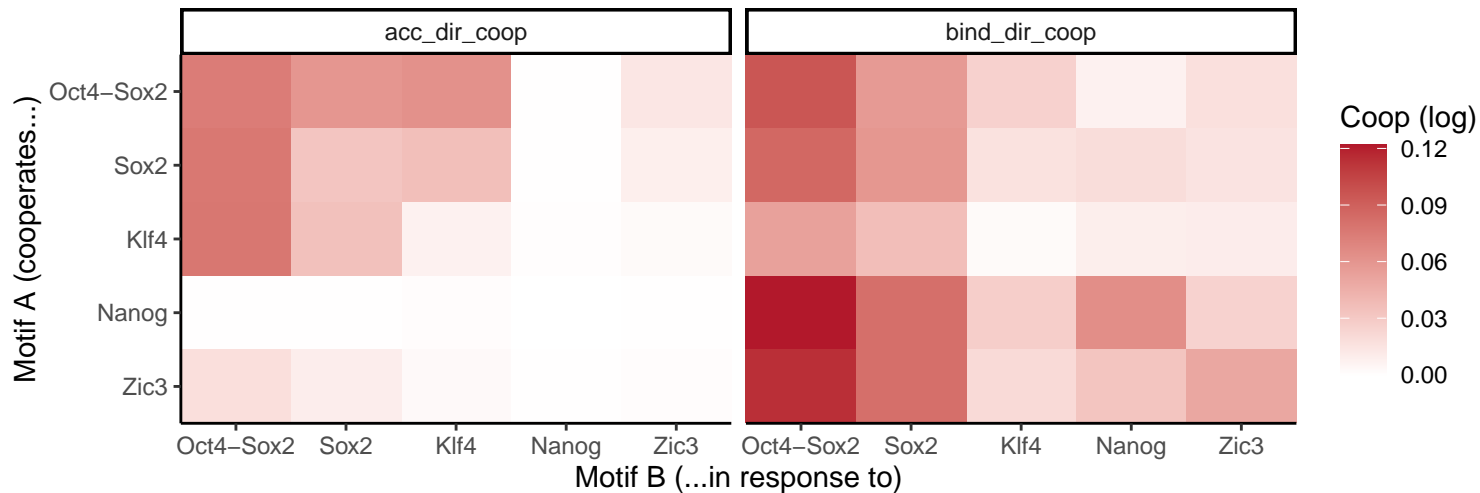 acc_dir_coop
bind_dir_coop
Motif A (cooperates...)
Oct4−Sox2
Sox2
Klf4
Nanog
Zic3
Oct4−Sox2 Sox2 Klf4 Nanog Zic3
Oct4−Sox2 Sox2 Klf4 Nanog Zic3
Motif B (...in response to)
Coop (log)
0.12
0.09
0.06
0.03
0.00